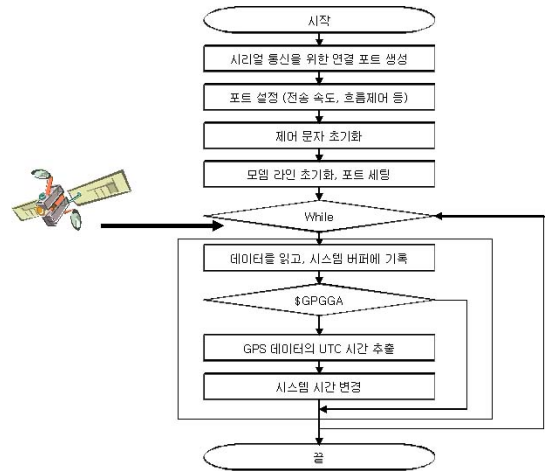 시작
시리얼 통신을 위한 연결 포트 생성
포트 설정 (전송 속도, 흐름제어 등)
제어 문자 초기화
모뎀 라인 초기화, 포트 세팅
While
데이터를 읽고, 시스템 버퍼에 기록
$GPGGA
GPS 데이터의 UTC 시간 추출
시스템 시간 변경
끝